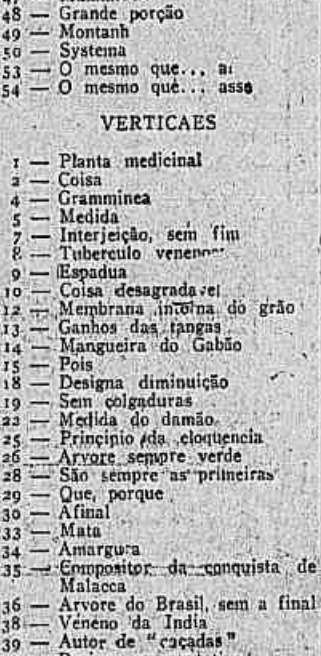 48 — Grande porção
49 — Montanh
50 — Systema
53 — O mesmo que...
54 — O mesmo que...
VERTICAES
1 — Planta medicinal
2 — Coisa
4 — Gramminea
5 — Medida
7 — Interjeição, sem fim
8 — Tuberculo
9 — Espadua
10 — Coisa
12 — Membrana interna do grão
13 — Ganhos das tangas
14 — Mangueira do Gabão
15 — Pois
18 — Designa diminuição
19 — Sem colgaduras
22 — Medida do damão
25 — Principio da eloquencia
26 — Arvore sempre verde
28 — São sempre as primeiras
29 — Que, porque
30 — Afinal
33 — Mata
34 — Amargura
35 — Compositor da conquista de
Malacca
36 — Arvore do Brasil, sem a final
38 — Veneno da India
39 — Autor de "caçadas"